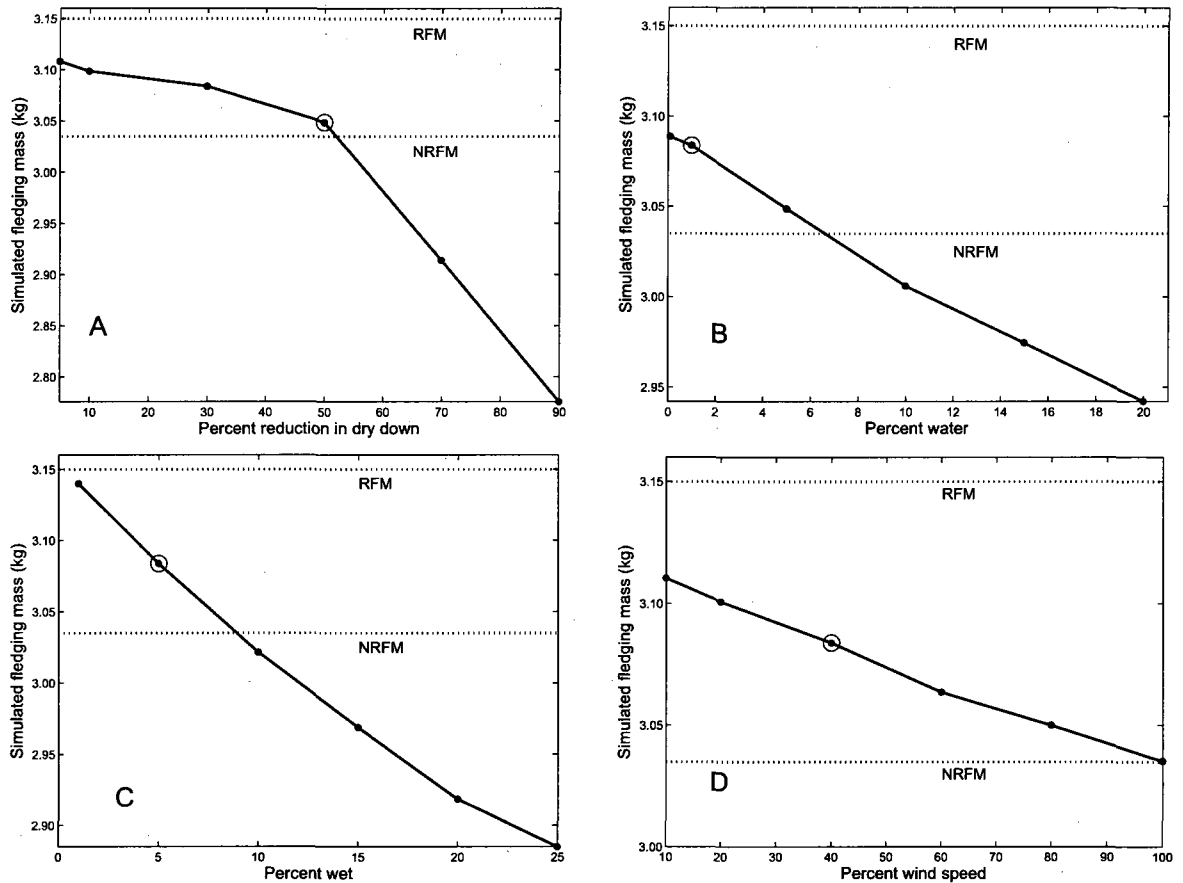 3.15
RFM
3.10
3.05
NRFM
3.00
2.95
2.90
2.85
A
2.80
10 20 30 40 50 60 70 80 90
Percent reduction in dry down
Simulated fledging mass (kg)
3.15
RFM
3.10
3.05
NRFM
3.00
B
2.95
0 2 4 6 8 10 12 14 16 18 20
Percent water
Simulated fledging mass (kg)
3.15
RFM
3.10
3.05
NRFM
3.00
2.95
C
2.90
0 5 10 15 20 25
Percent wet
Simulated fledging mass (kg)
3.15
RFM
3.10
3.05
NRFM
D
3.00
10 20 30 40 50 60 70 80 90 100
Percent wind speed
Simulated fledging mass (kg)